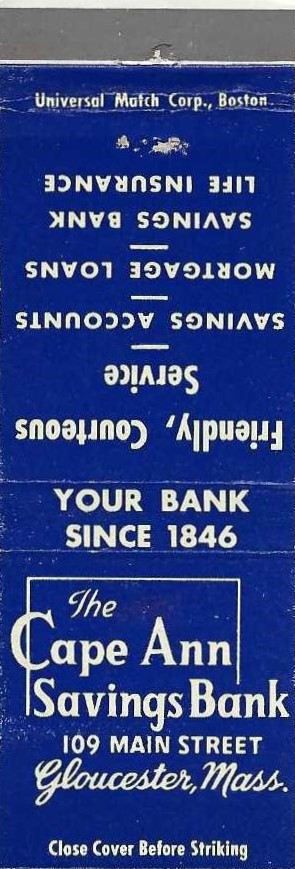 Universal Match Corp., Boston
Friendly, Courteous
Service
SAVINGS ACCOUNTS
MORTGAGE LOANS
SAVINGS BANK
LIFE INSURANCE
YOUR BANK
SINCE 1846
The
Cape Ann
Savings Bank
109 MAIN STREET
Gloucester, Mass.
Close Cover Before Striking